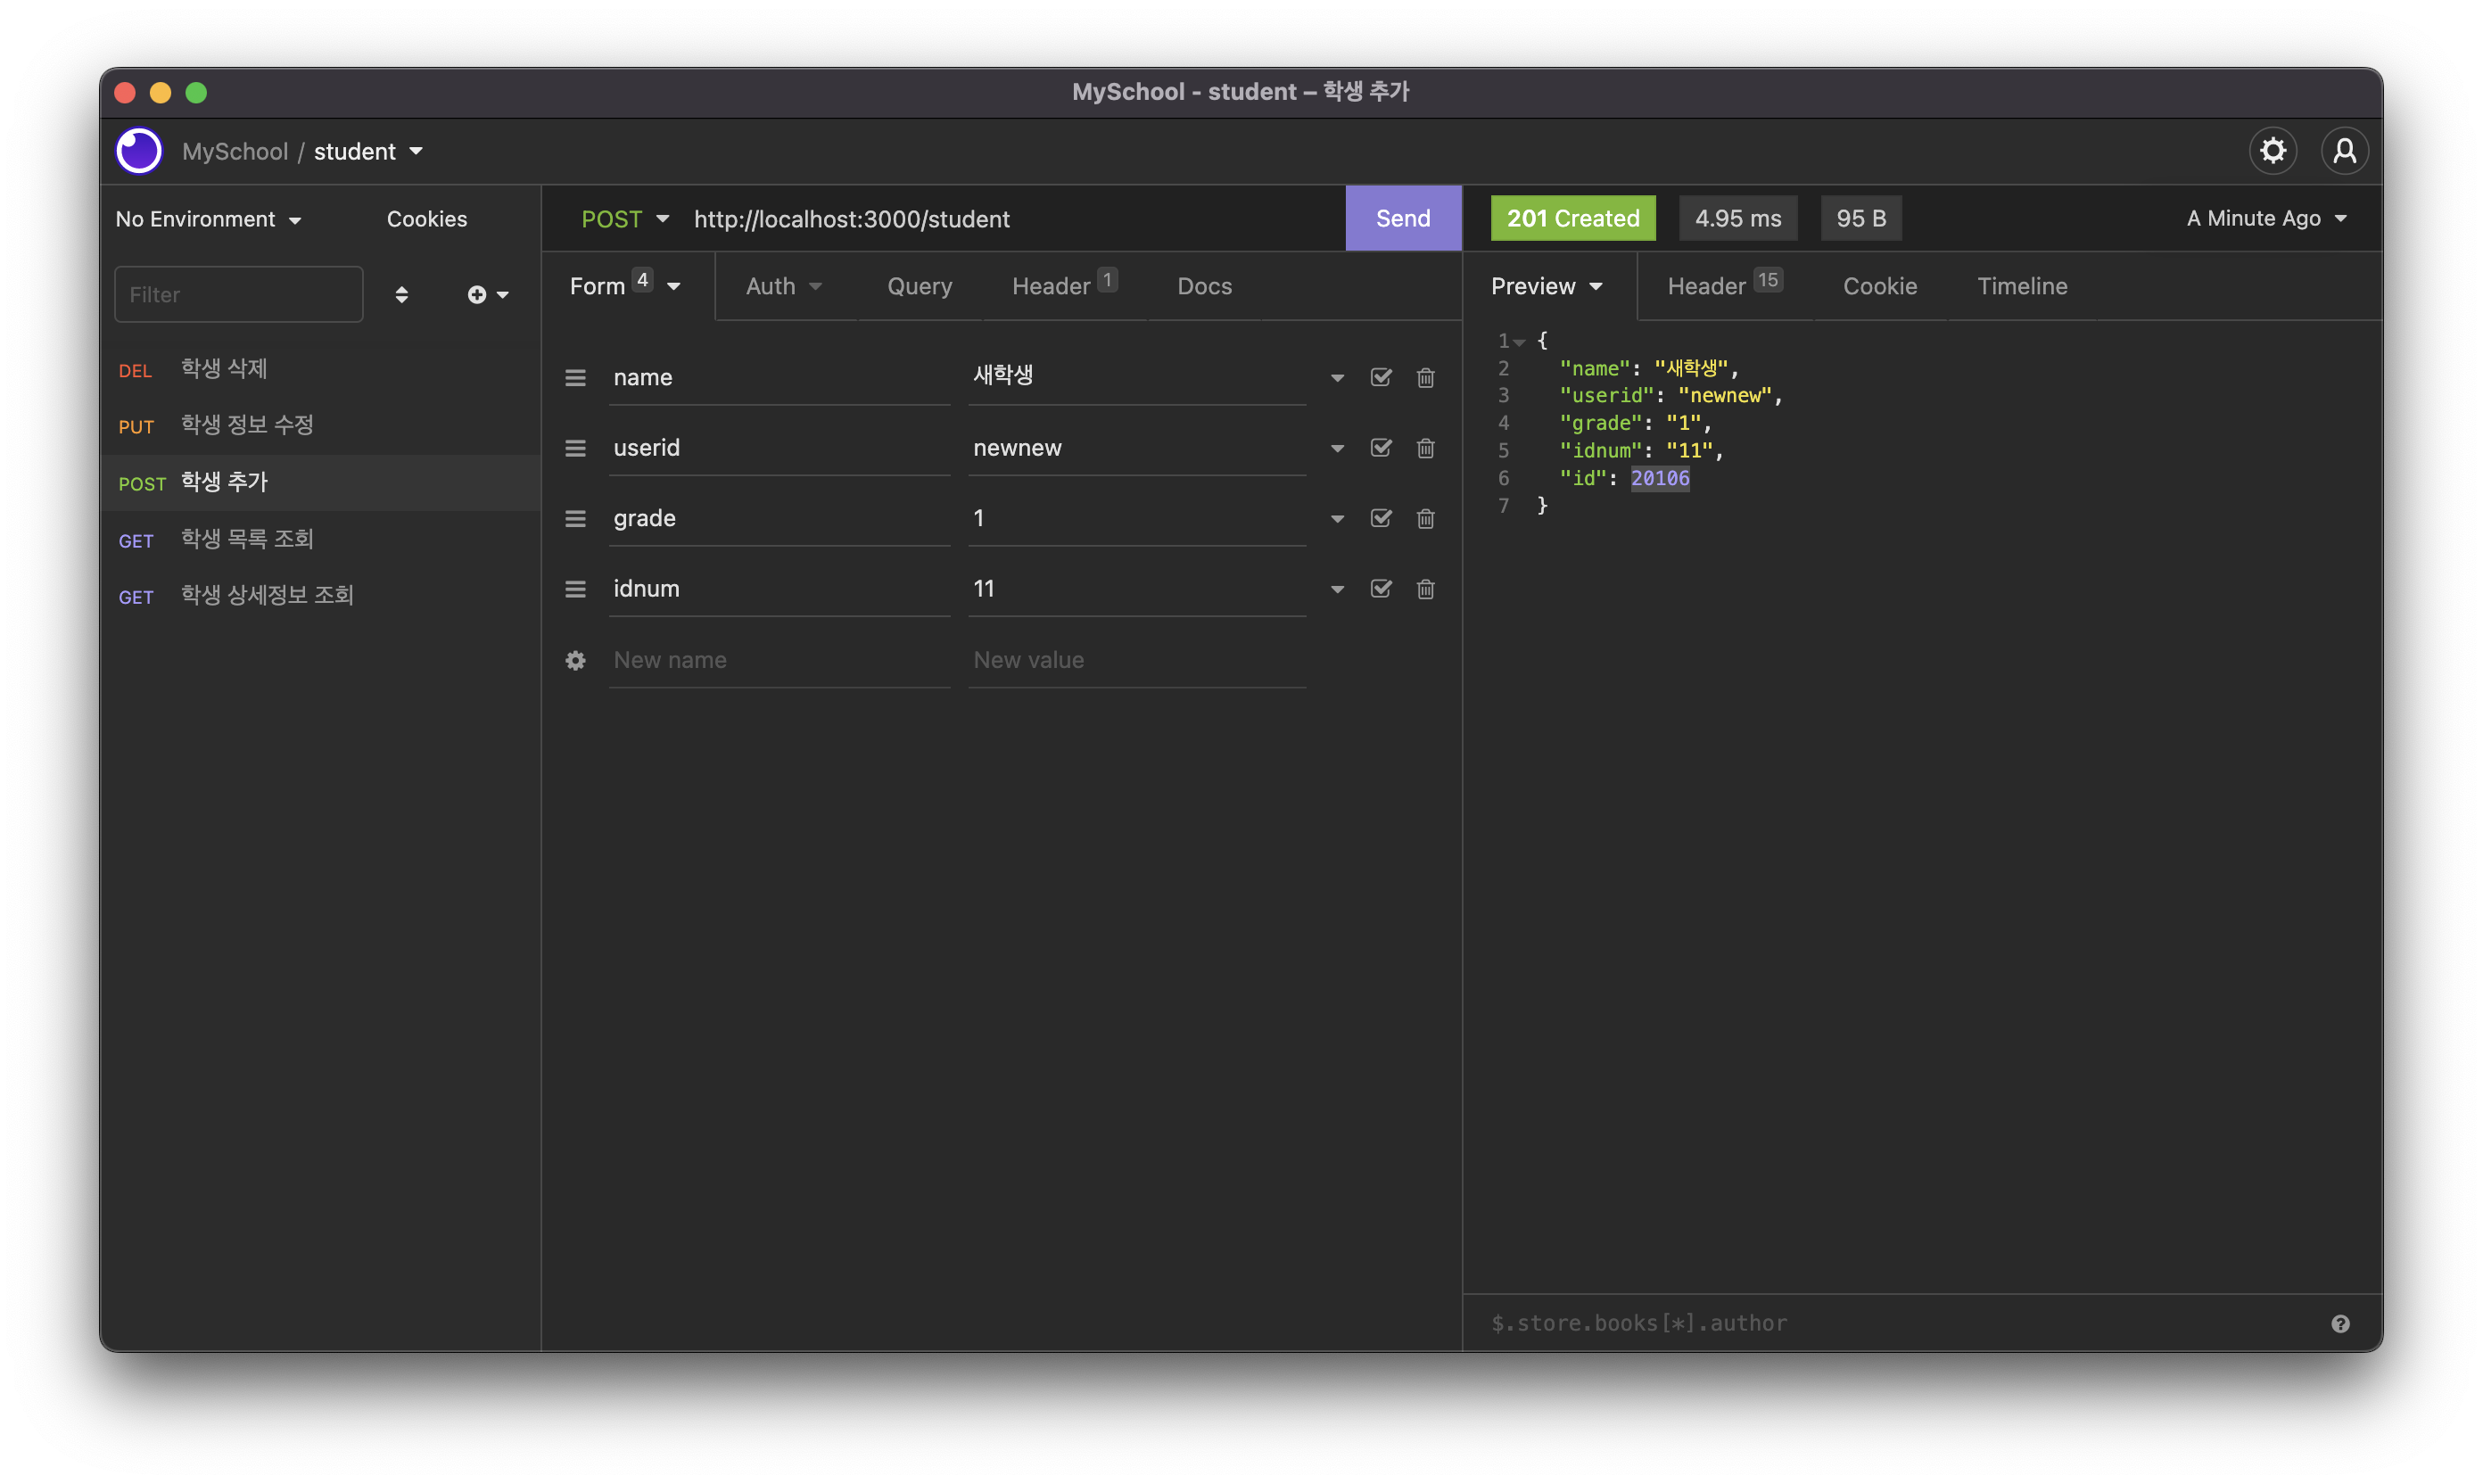 MySchool - student – 학생 추가
MySchool / student
No Environment
Cookies
Filter
DEL 학생 삭제
PUT 학생 정보 수정
POST 학생 추가
GET 학생 목록 조회
GET 학생 상세정보 조회
POST http://localhost:3000/student Send
Form 4 Auth Query Header 1 Docs
name 새학생
userid newnew
grade 1
idnum 11
New name New value
201 Created 4.95 ms 95 B A Minute Ago
Preview Header 15 Cookie Timeline
1 {
2 "name": "새학생",
3 "userid": "newnew",
4 "grade": "1",
5 "idnum": "11",
6 "id": 20106
7 }
$.store.books[*].author